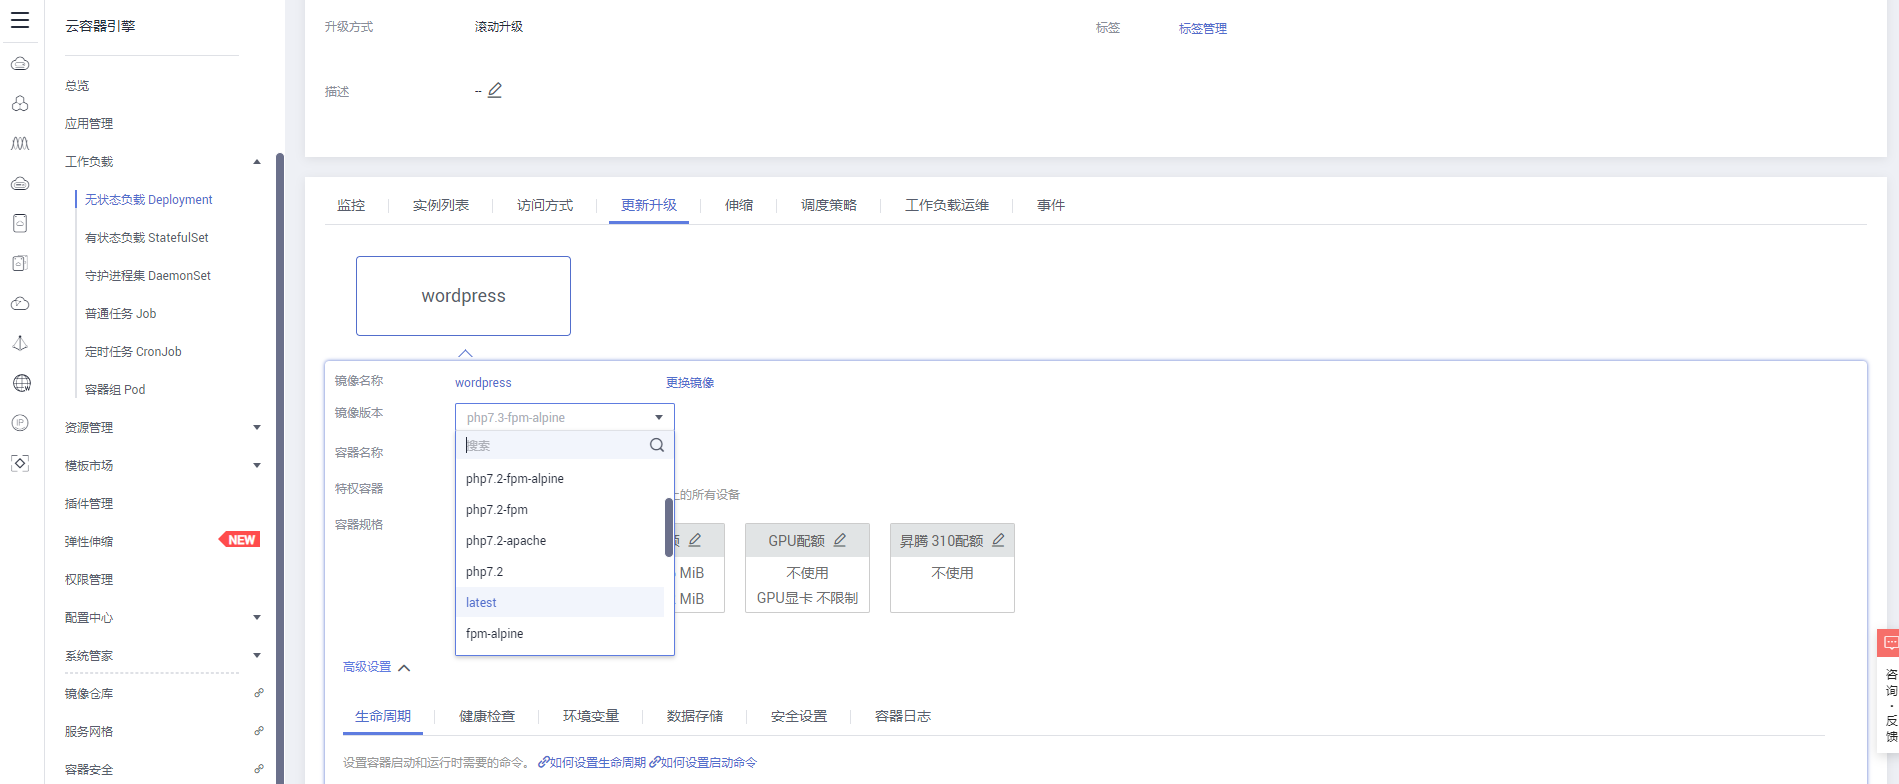 云容器引擎
总览
应用管理
工作负载
无状态负载 Deployment
有状态负载 StatefulSet
守护进程集 DaemonSet
普通任务 Job
定时任务 CronJob
容器组 Pod
资源管理
模板市场
插件管理
弹性伸缩 NEW
权限管理
配置中心
系统管家
镜像仓库
服务网格
容器安全
IP
升级方式 滚动升级 标签 标签管理
描述 --
监控 实例列表 访问方式 更新升级 伸缩 调度策略 工作负载运维 事件
wordpress
镜像名称 wordpress 更换镜像
镜像版本 php7.3-fpm-alpine
搜索
容器名称
php7.2-fpm-alpine
特权容器 上的所有设备
php7.2-fpm
容器规格
php7.2-apache
php7.2
latest
fpm-alpine
额 GPU配额 昇腾 310配额
MiB 不使用 不使用
MiB GPU显卡 不限制
高级设置
生命周期 健康检查 环境变量 数据存储 安全设置 容器日志
设置容器启动和运行时需要的命令。 如何设置生命周期 如何设置启动命令
咨询·反馈